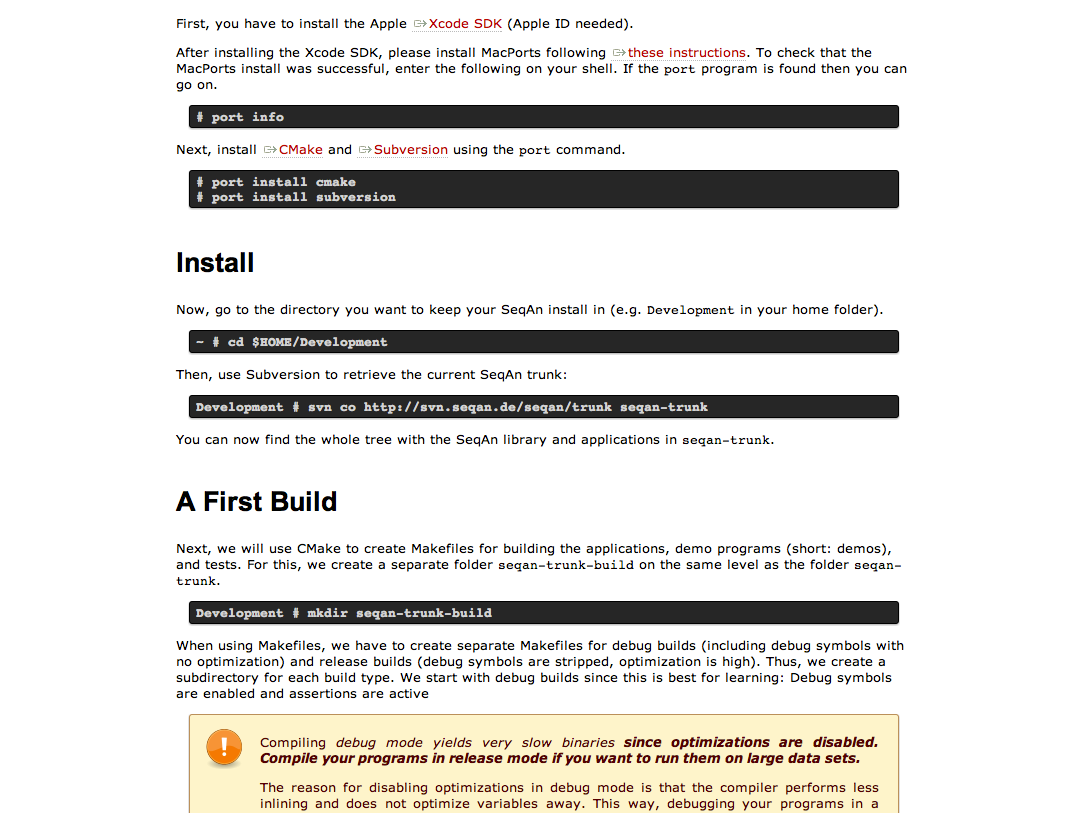 First, you have to install the Apple Xcode SDK (Apple ID needed).
After installing the Xcode SDK, please install MacPorts following these instructions. To check that the
MacPorts install was successful, enter the following on your shell. If the port program is found then you can
go on.
# port info
Next, install CMake and Subversion using the port command.
# port install cmake
# port install subversion
Install
Now, go to the directory you want to keep your SeqAn install in (e.g. Development in your home folder).
~ # cd $HOME/Development
Then, use Subversion to retrieve the current SeqAn trunk:
Development # svn co http://svn.seqan.de/seqan/trunk seqan-trunk
You can now find the whole tree with the SeqAn library and applications in seqan-trunk.
A First Build
Next, we will use CMake to create Makefiles for building the applications, demo programs (short: demos),
and tests. For this, we create a separate folder seqan-trunk-build on the same level as the folder seqan-
trunk.
Development # mkdir seqan-trunk-build
When using Makefiles, we have to create separate Makefiles for debug builds (including debug symbols with
no optimization) and release builds (debug symbols are stripped, optimization is high). Thus, we create a
subdirectory for each build type. We start with debug builds since this is best for learning: Debug symbols
are enabled and assertions are active
Compiling debug mode yields very slow binaries since optimizations are disabled.
Compile your programs in release mode if you want to run them on large data sets.
The reason for disabling optimizations in debug mode is that the compiler performs less
inlining and does not optimize variables away. This way, debugging your programs in a